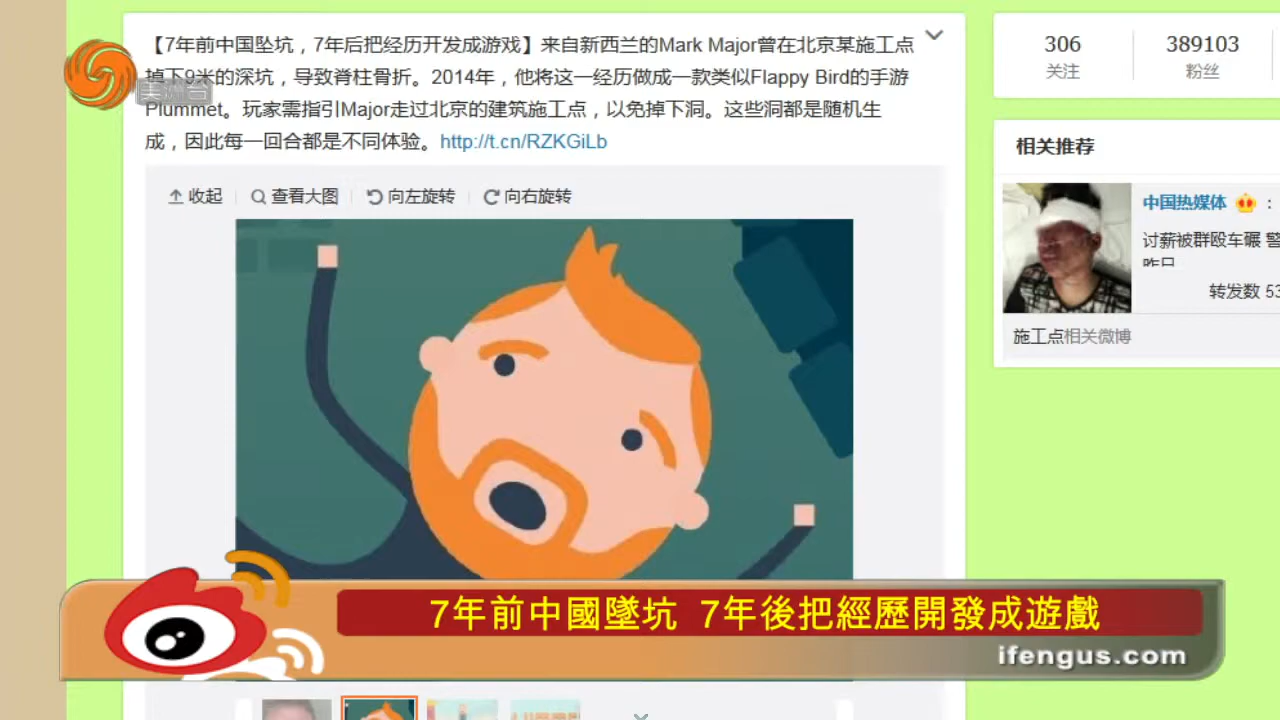 【7年前中国坠坑，7年后把经历开发成游戏】来自新西兰的Mark Major曾在北京某施工点
掉下9米的深坑，导致脊柱骨折。2014年，他将这一经历做成一款类似Flappy Bird的手游
Plummet。玩家需指引Major走过北京的建筑施工点，以免掉下洞。这些洞都是随机生
成，因此每一回合都是不同体验。http://t.cn/RZKGiLb
美洲台
收起 查看大图 向左旋转 向右旋转
306 389103
关注 粉丝
相关推荐
中国热媒体 ：
讨薪被群殴车碾 警
昨日
转发数 53
施工点相关微博
7年前中國墜坑 7年後把經歷開發成遊戲
ifengus.com